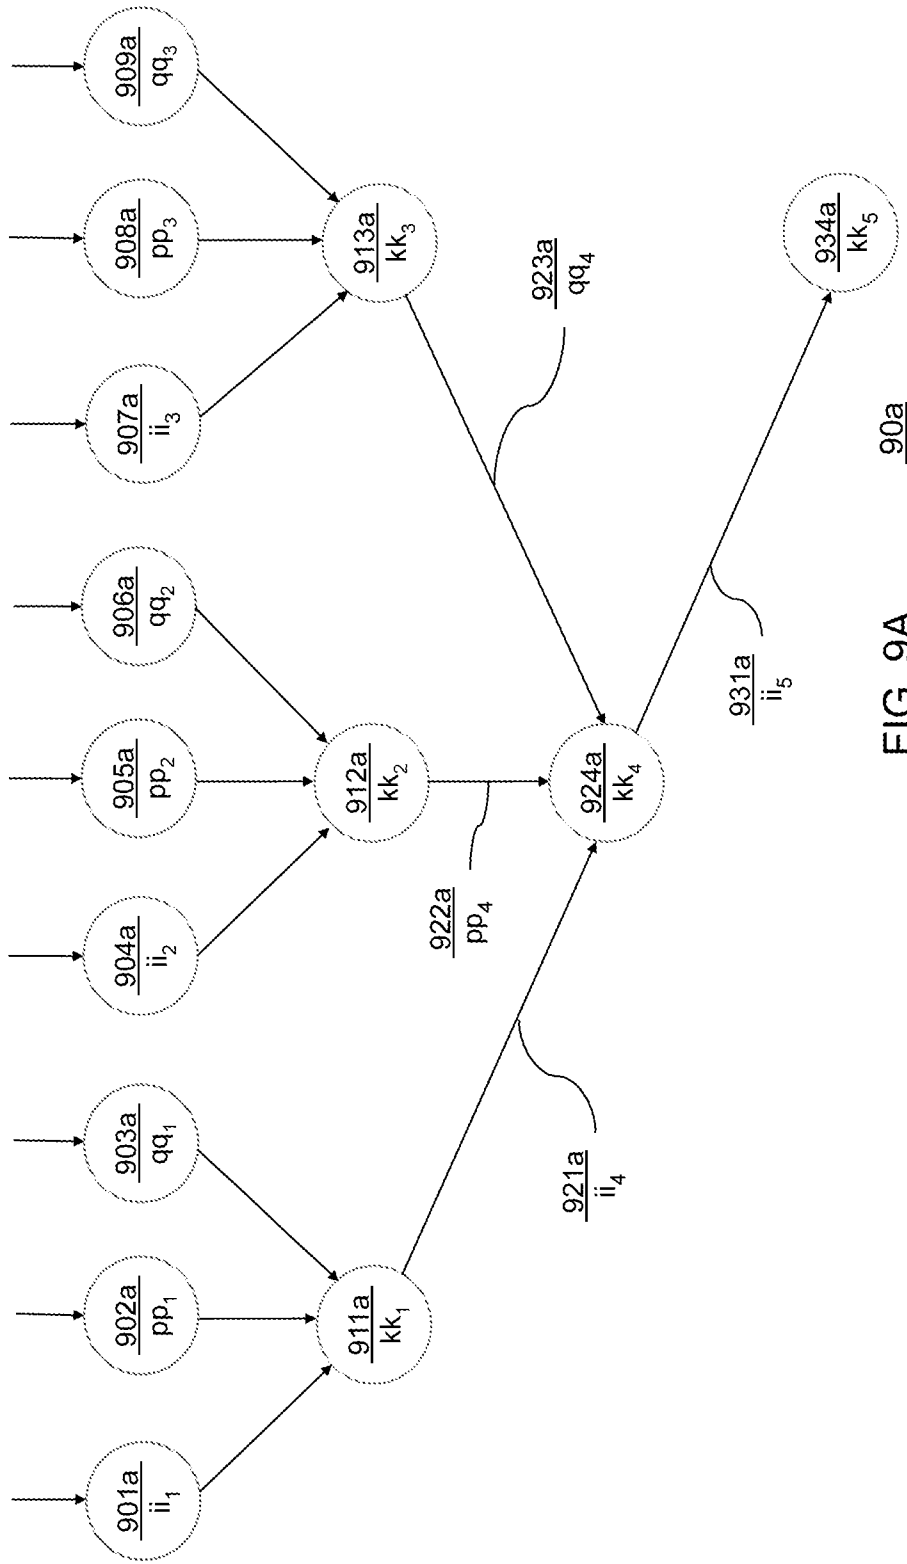 901a
ii₁
902a
pp₁
903a
qq₁
904a
ii₂
905a
pp₂
906a
qq₂
907a
ii₃
908a
pp₃
909a
qq₃
911a
kk₁
912a
kk₂
913a
kk₃
922a
pp₄
923a
qq₄
921a
ii₄
924a
kk₄
931a
ii₅
934a
kk₅
FIG. 9A
90a